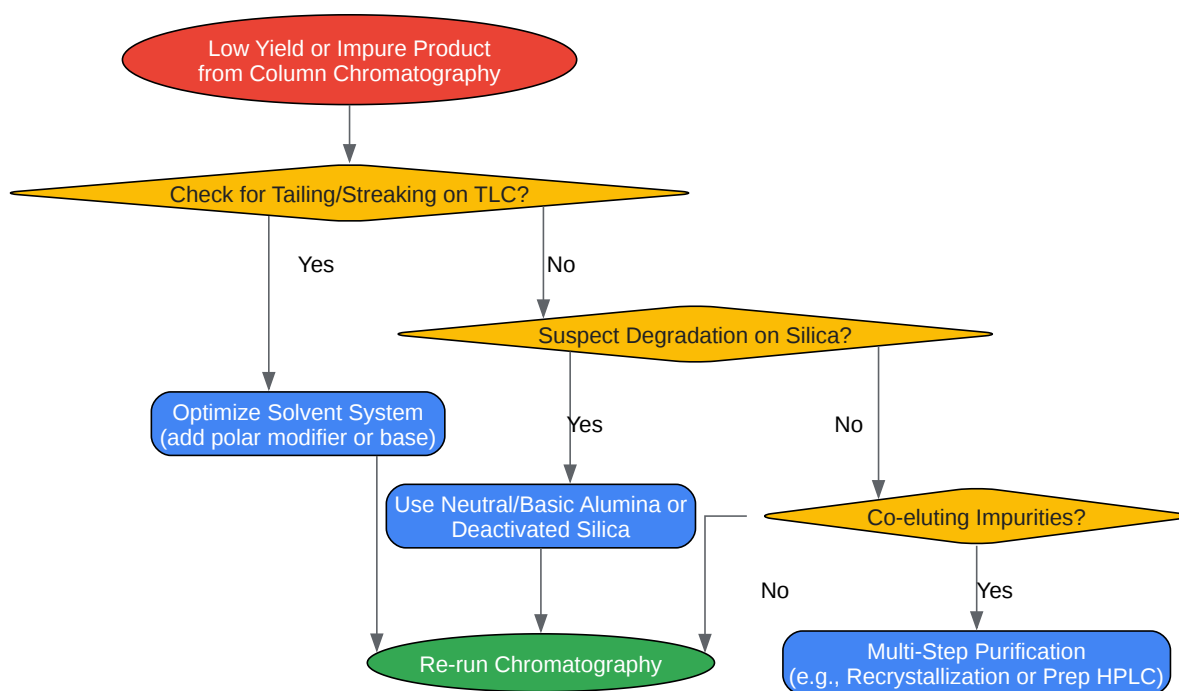 Low Yield or Impure Product
from Column Chromatography
Check for Tailing/Streaking on TLC?
Yes
No
Suspect Degradation on Silica?
Optimize Solvent System
(add polar modifier or base)
Yes
No
Use Neutral/Basic Alumina or
Deactivated Silica
Co-eluting Impurities?
No
Yes
Re-run Chromatography
Multi-Step Purification
(e.g., Recrystallization or Prep HPLC)